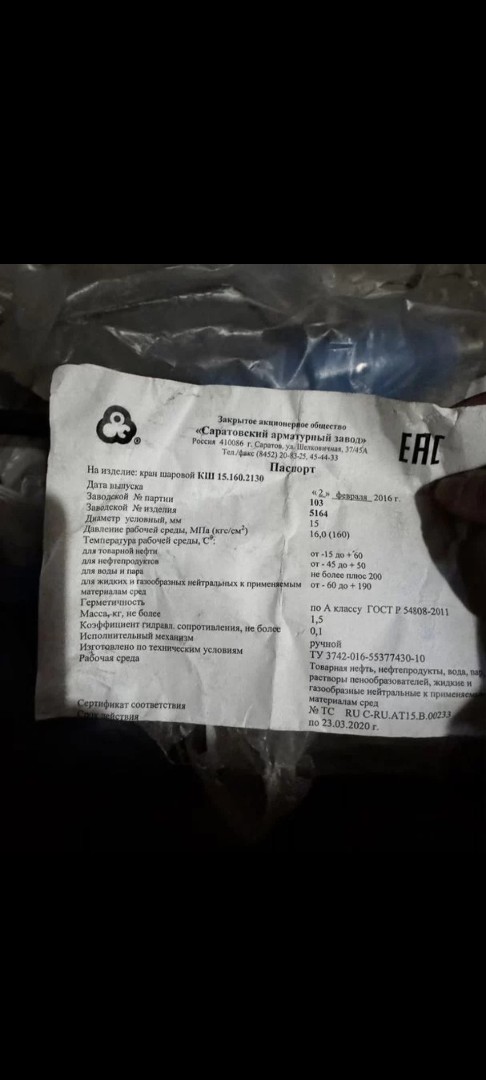 Закрытое акционерное общество
«Саратовский арматурный завод»
Россия 410086 г. Саратов, ул. Шелковичная, 37/45А
Тел./факс (8452) 20-83-25, 45-44-33
®
ЕАС
Паспорт
На изделие: кран шаровой КШ 15.160.2130
Дата выпуска « 2 » февраля 2016 г.
Заводской № партии 103
Заводской № изделия 5164
Диаметр условный, мм 15
Давление рабочей среды, МПа (кгс/см²) 16,0 (160)
Температура рабочей среды, С⁰:
для товарной нефти от -15 до + 60
для нефтепродуктов от - 45 до + 50
для воды и пара не более плюс 200
для жидких и газообразных нейтральных к применяемым от - 60 до + 190
материалам сред
Герметичность по А классу ГОСТ Р 54808-2011
Масса, кг, не более 1,5
Коэффициент гидравл. сопротивления, не более 0,1
Исполнительный механизм ручной
Изготовлено по техническим условиям ТУ 3742-016-55377430-10
Рабочая среда Товарная нефть, нефтепродукты, вода, пар,
растворы пенообразователей, жидкие и
газообразные нейтральные к применяемым
материалам сред
Сертификат соответствия № ТС RU C-RU.АТ15.В.00233
Срок действия по 23.03.2020 г.